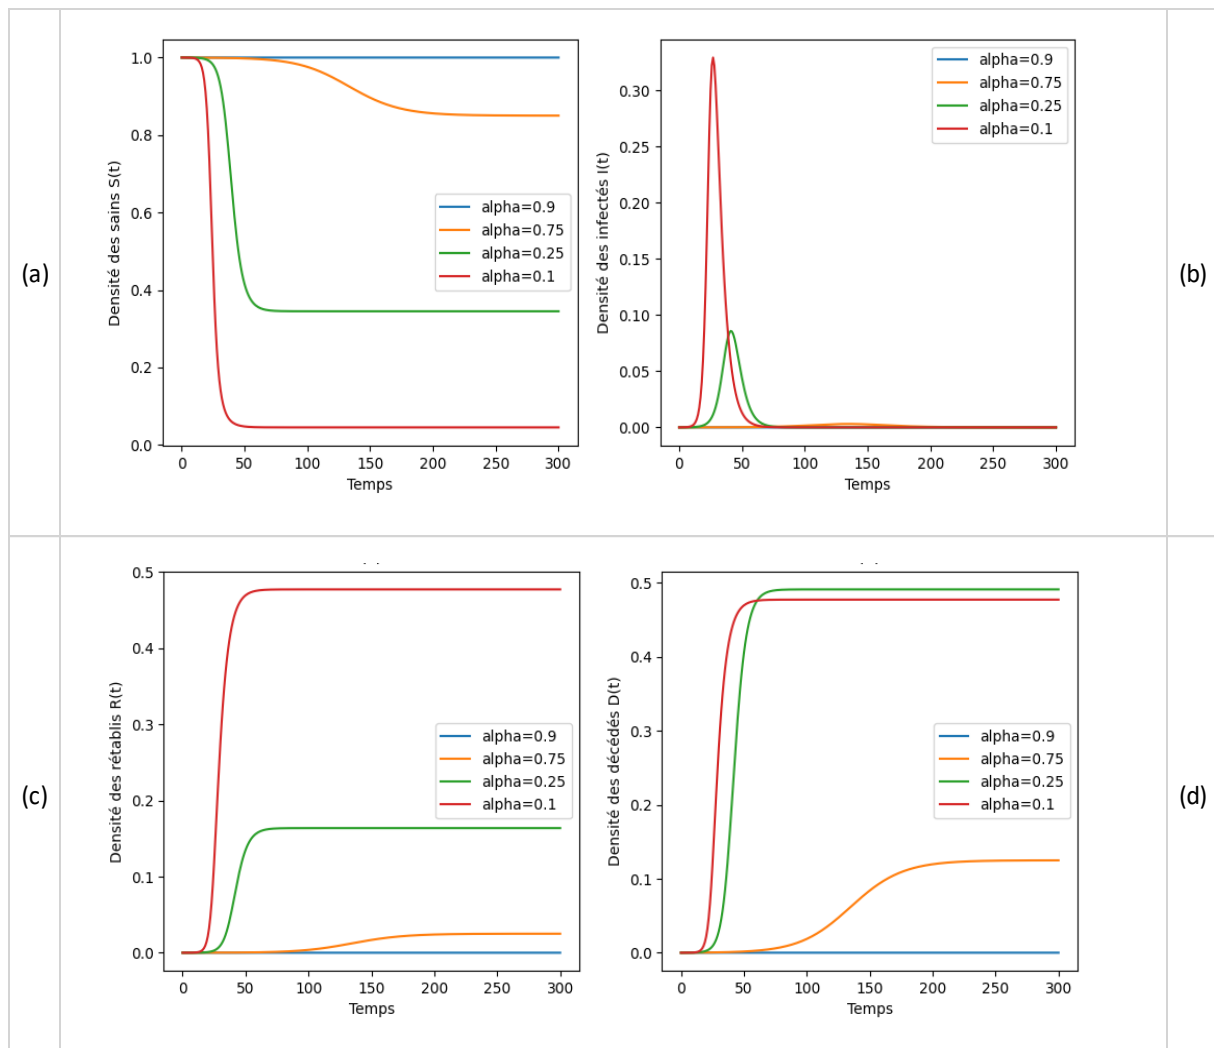 (a)
Densité des sains S(t)
1.0
0.8
0.6
0.4
0.2
0.0
0 50 100 150 200 250 300
Temps
alpha=0.9
alpha=0.75
alpha=0.25
alpha=0.1
(b)
Densité des infectés I(t)
0.30
0.25
0.20
0.15
0.10
0.05
0.00
0 50 100 150 200 250 300
Temps
alpha=0.9
alpha=0.75
alpha=0.25
alpha=0.1
(c)
Densité des rétablis R(t)
0.5
0.4
0.3
0.2
0.1
0.0
0 50 100 150 200 250 300
Temps
alpha=0.9
alpha=0.75
alpha=0.25
alpha=0.1
(d)
Densité des décédés D(t)
0.5
0.4
0.3
0.2
0.1
0.0
0 50 100 150 200 250 300
Temps
alpha=0.9
alpha=0.75
alpha=0.25
alpha=0.1